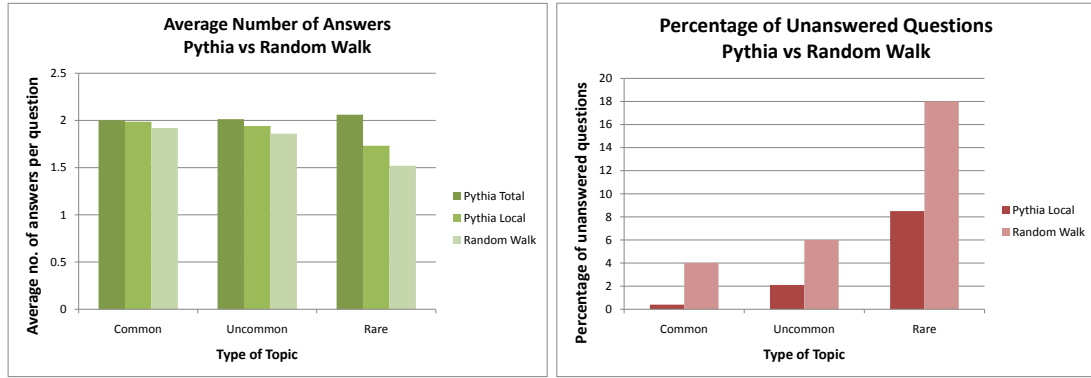 Average Number of Answers
Pythia vs Random Walk
Average no. of answers per question
2.5
2
1.5
1
0.5
0
Common
Uncommon
Rare
Type of Topic
Pythia Total
Pythia Local
Random Walk
Percentage of Unanswered Questions
Pythia vs Random Walk
Percentage of unanswered questions
20
18
16
14
12
10
8
6
4
2
0
Common
Uncommon
Rare
Type of Topic
Pythia Local
Random Walk